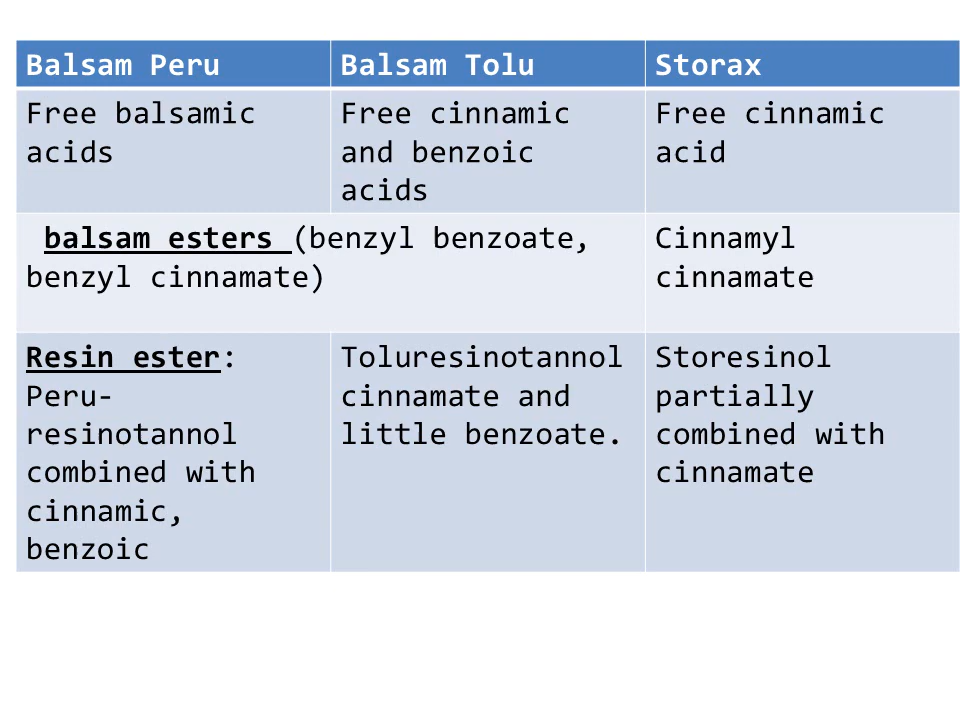 Balsam Peru
Balsam Tolu
Storax
Free balsamic
acids
Free cinnamic
and benzoic
acids
Free cinnamic
acid
balsam esters (benzyl benzoate,
benzyl cinnamate)
Cinnamyl
cinnamate
Resin ester:
Peru-
resinotannol
combined with
cinnamic,
benzoic
Toluresinotannol
cinnamate and
little benzoate.
Storesinol
partially
combined with
cinnamate